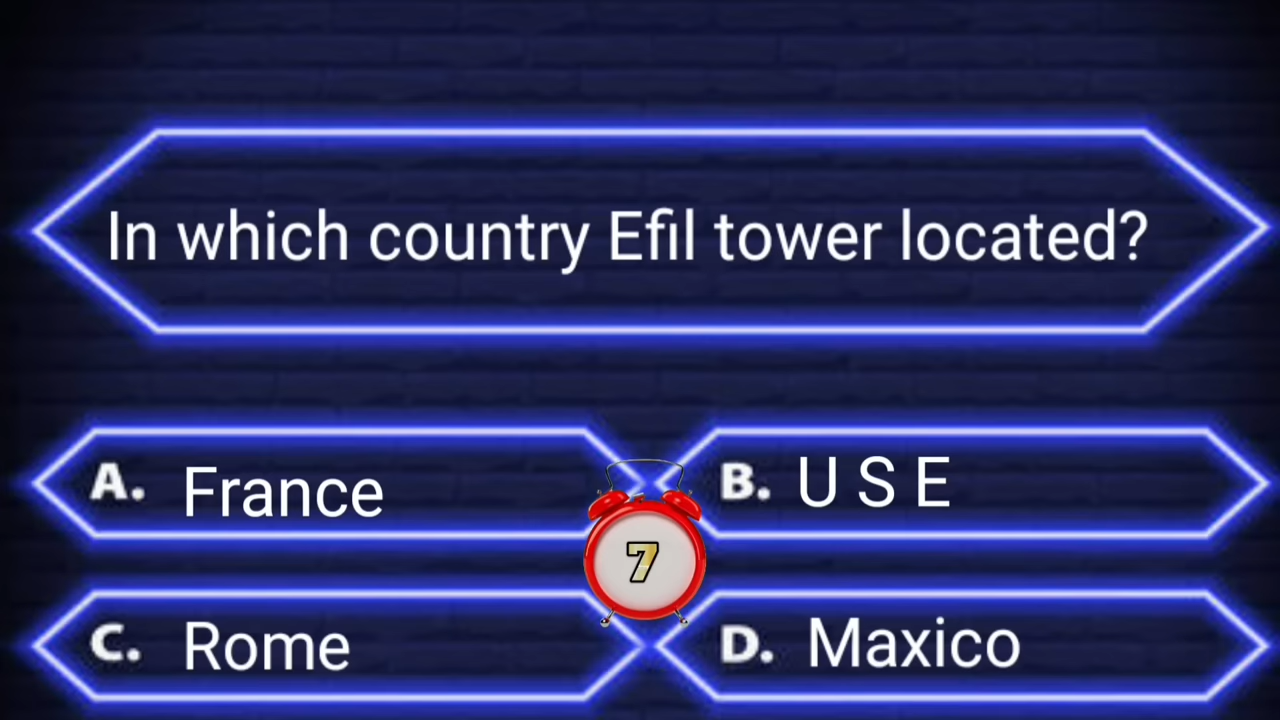 In which country Efil tower located?
A. France
B. U S E
7
C. Rome
D. Maxico